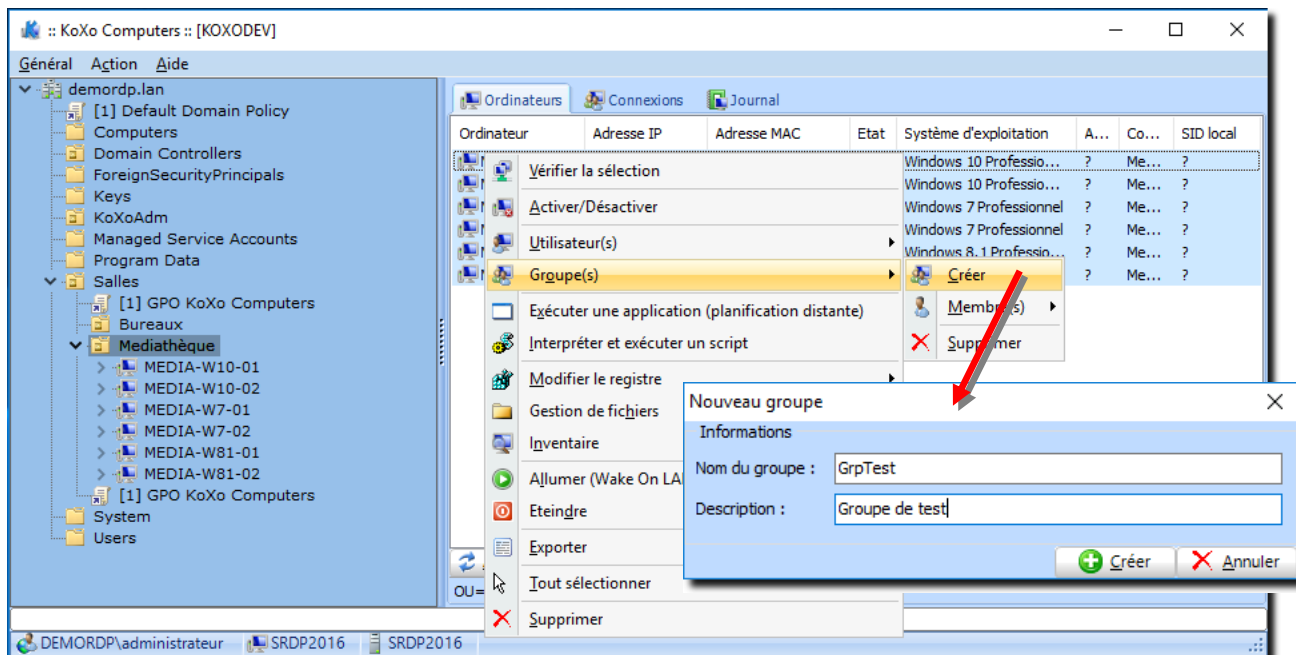 :: KoXo Computers :: [KOXODEV]
Général Action Aide
demordp.lan
[1] Default Domain Policy
Computers
Domain Controllers
ForeignSecurityPrincipals
Keys
KoXoAdm
Managed Service Accounts
Program Data
Salles
[1] GPO KoXo Computers
Bureaux
Mediathèque
MEDIA-W10-01
MEDIA-W10-02
MEDIA-W7-01
MEDIA-W7-02
MEDIA-W81-01
MEDIA-W81-02
[1] GPO KoXo Computers
System
Users
Ordinateurs Connexions Journal
Ordinateur Adresse IP Adresse MAC Etat Système d'exploitation A... Co... SID local
Windows 10 Professio... ? Me... ?
Windows 10 Professio... ? Me... ?
Windows 7 Professionnel ? Me... ?
Windows 7 Professionnel ? Me... ?
Windows 8.1 Professio... ? Me... ?
? Me... ?
Vérifier la sélection
Activer/Désactiver
Utilisateur(s)
Groupe(s)
Exécuter une application (planification distante)
Interpréter et exécuter un script
Modifier le registre
Gestion de fichiers
Inventaire
Allumer (Wake On LA
Eteindre
Exporter
Tout sélectionner
Supprimer
Créer
Membre(s)
Supprimer
Nouveau groupe
Informations
Nom du groupe : GrpTest
Description : Groupe de test
Créer Annuler
OU=
DEMORDP\administrateur SRDP2016 SRDP2016